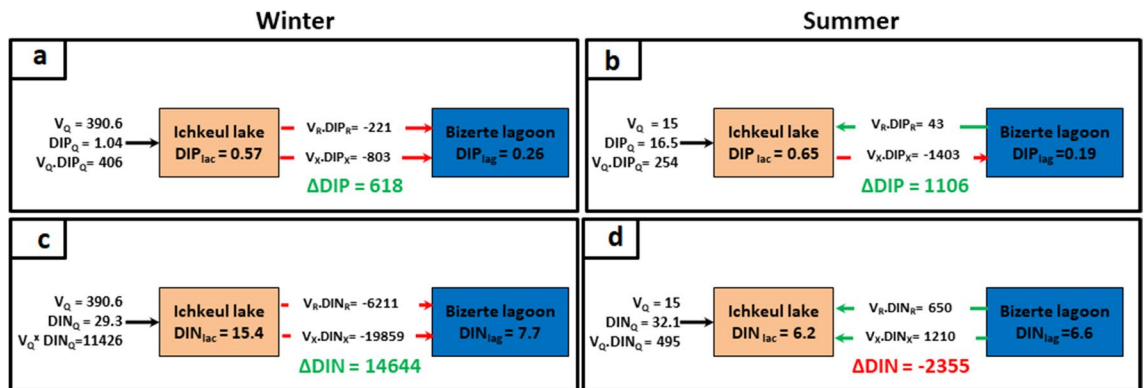 Winter
Summer
a
V_Q = 390.6
DIP_Q = 1.04
V_Q.DIP_Q= 406
Ichkeul lake
DIP_lac = 0.57
V_R.DIP_R= -221
V_X.DIP_X= -803
Bizerte lagoon
DIP_lag = 0.26
ΔDIP = 618
b
V_Q = 15
DIP_Q = 16.5
V_Q.DIP_Q = 254
Ichkeul lake
DIP_lac = 0.65
V_R.DIP_R= 43
V_X.DIP_X= -1403
Bizerte lagoon
DIP_lag =0.19
ΔDIP = 1106
c
V_Q = 390.6
DIN_Q = 29.3
V_Q^x DIN_Q=11426
Ichkeul lake
DIN_lac = 15.4
V_R.DIN_R= -6211
V_X.DIN_X= -19859
Bizerte lagoon
DIN_lag = 7.7
ΔDIN = 14644
d
V_Q = 15
DIN_Q = 32.1
V_Q.DIN_Q = 495
Ichkeul lake
DIN_lac = 6.2
V_R.DIN_R= 650
V_X.DIN_X= 1210
Bizerte lagoon
DIN_lag=6.6
ΔDIN = -2355